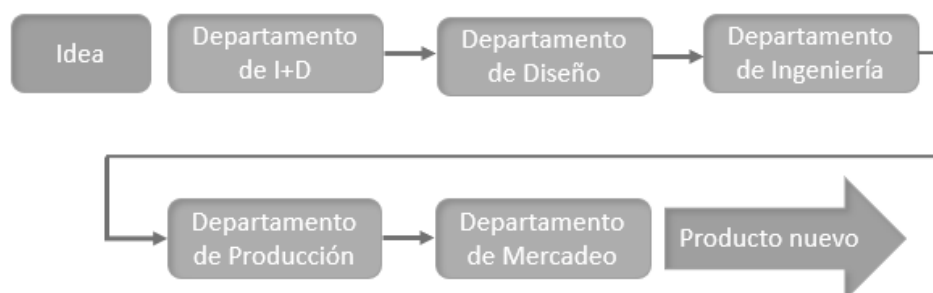 Idea
Departamento
de I+D
Departamento
de Diseño
Departamento
de Ingeniería
Departamento
de Producción
Departamento
de Mercadeo
Producto nuevo